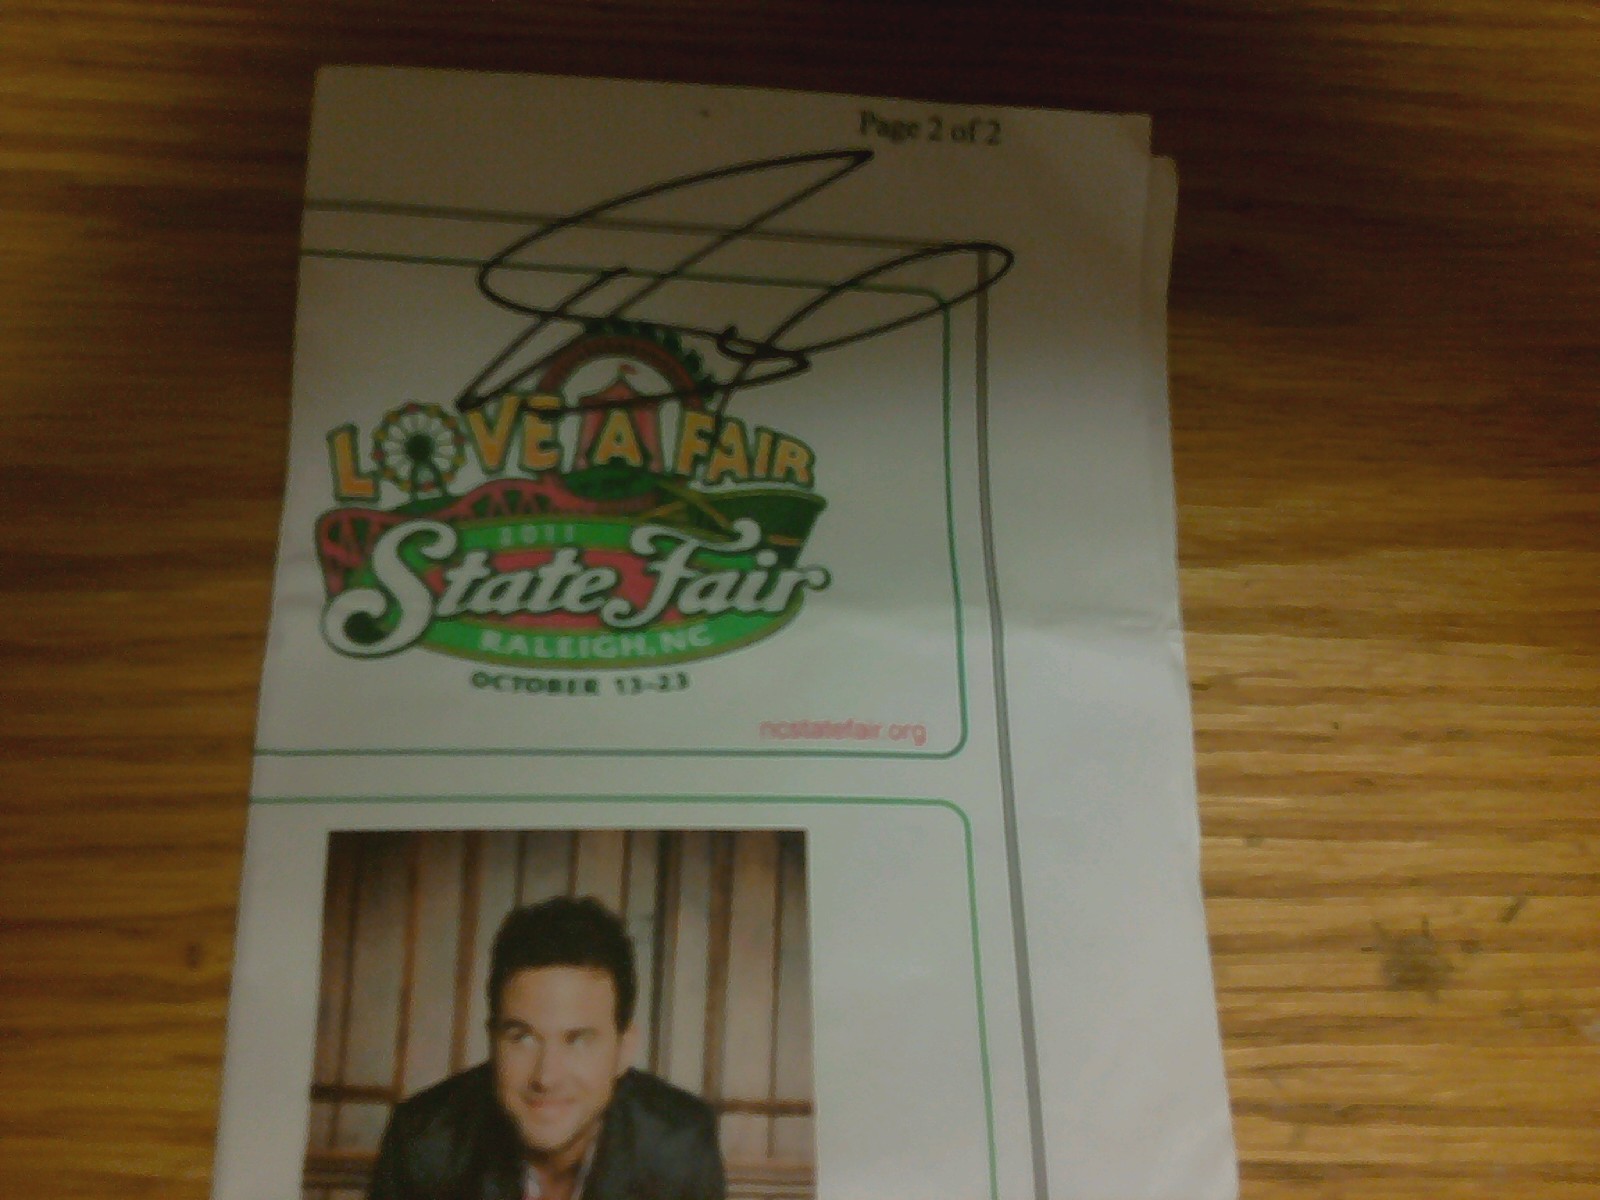 Page 2 of 2
LOVE A FAIR
2011
State Fair
RALEIGH, NC
OCTOBER 13-23
ncstatefair.org